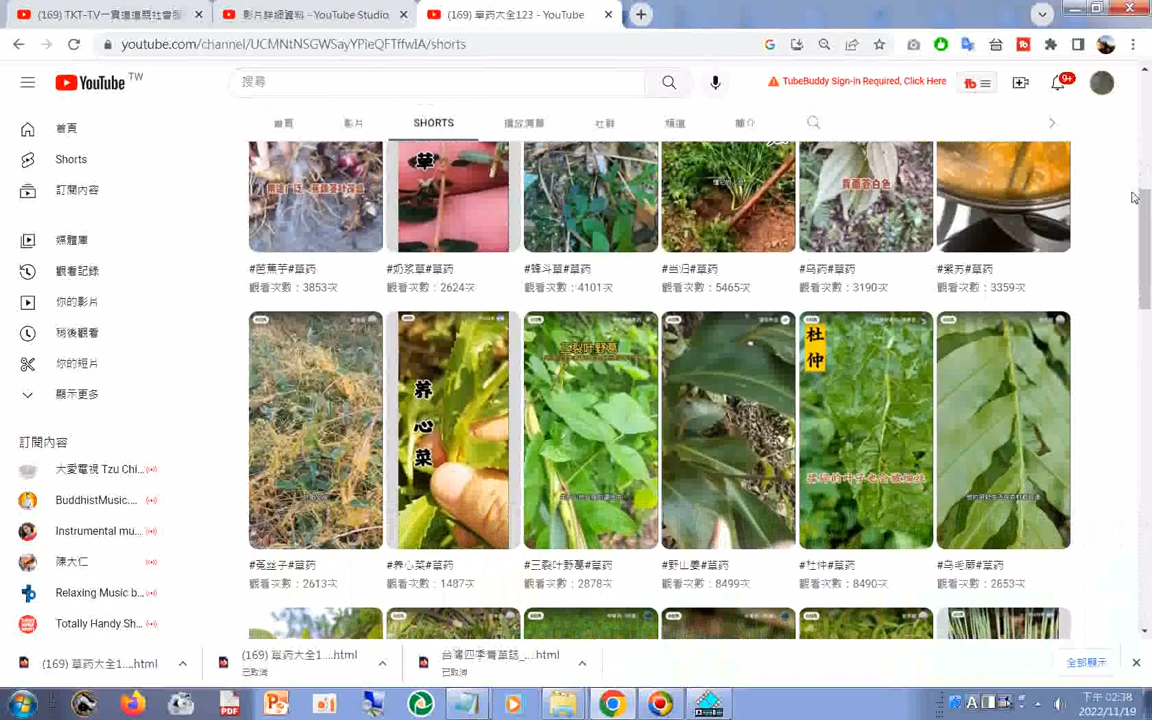 (169) TKT-TV一貫道道親社會服
影片詳細資料 - YouTube Studio
(169) 草药大全123 - YouTube
youtube.com/channel/UCMNtNSGWSayYPieQFTffwIA/shorts
YouTube TW
搜尋
TubeBuddy Sign-in Required, Click Here
9+
首頁
影片
SHORTS
播放清單
社群
頻道
簡介
首頁
Shorts
訂閱內容
媒體庫
觀看記錄
你的影片
稍後觀看
你的短片
顯示更多
訂閱內容
大愛電視 Tzu Chi...
BuddhistMusic....
Instrumental mu...
陳大仁
Relaxing Music b...
Totally Handy Sh...
草
背面苍白色
#芭蕉芋#草药
觀看次數：3853次
#奶浆草#草药
觀看次數：2624次
#蜂斗草#草药
觀看次數：4101次
#当归#草药
觀看次數：5465次
#乌药#草药
觀看次數：3190次
#紫苏#草药
觀看次數：3359次
养心菜
三裂叶野葛
杜仲
#菟丝子#草药
觀看次數：2613次
#养心菜#草药
觀看次數：1487次
#三裂叶野葛#草药
觀看次數：2878次
#野山姜#草药
觀看次數：8499次
#杜仲#草药
觀看次數：8490次
#乌毛蕨#草药
觀看次數：2853次
(169) 草药大全1....html
(169) 草药大全1....html
已取消
台灣四季青草誌_....html
已取消
全部顯示
PDF
下午 02:38
2022/11/19